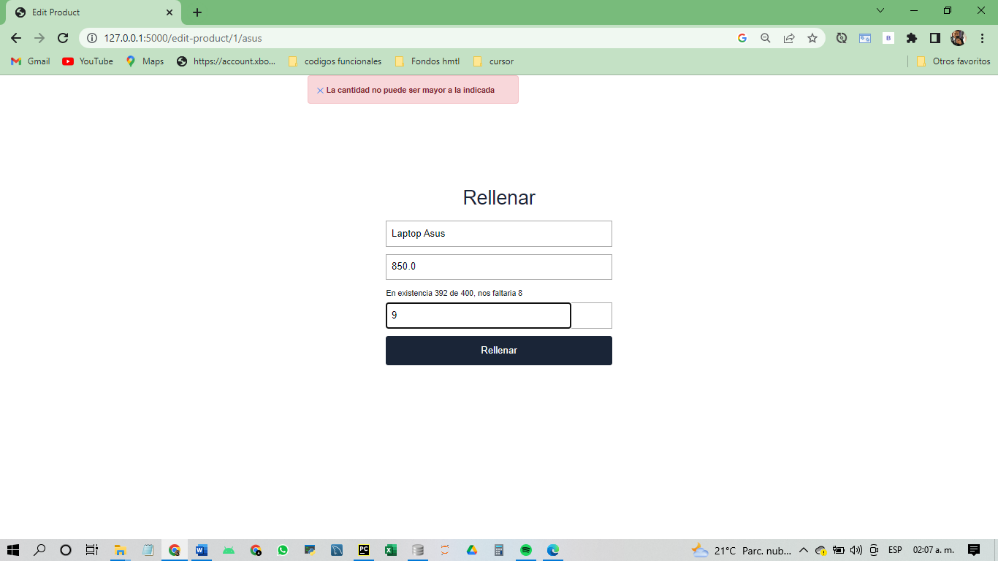 Edit Product
127.0.0.1:5000/edit-product/1/asus
Gmail YouTube Maps https://account.xbo... codigos funcionales Fondos hmtl cursor Otros favoritos
La cantidad no puede ser mayor a la indicada
Rellenar
Laptop Asus
850.0
En existencia 392 de 400, nos faltaria 8
9
Rellenar
21°C Parc. nub... ESP 02:07 a. m.